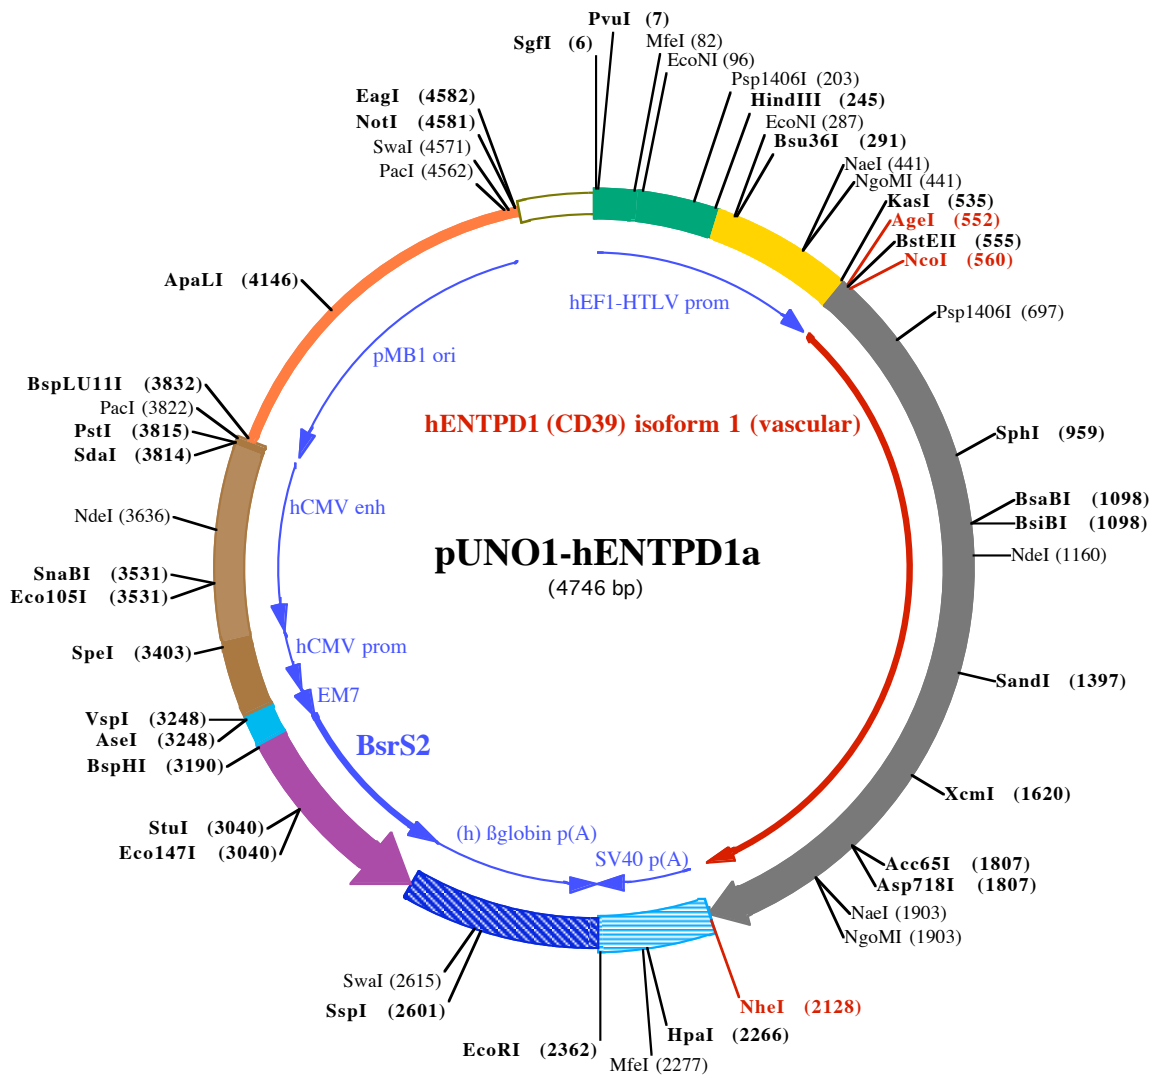 PvuI (7)
SgfI (6)
MfeI (82)
EcoNI (96)
Psp1406I (203)
HindIII (245)
EcoNI (287)
Bsu36I (291)
NaeI (441)
NgoMI (441)
KasI (535)
AgeI (552)
BstEII (555)
NcoI (560)
Psp1406I (697)
SphI (959)
BsaBI (1098)
BsiBI (1098)
NdeI (1160)
SandI (1397)
XcmI (1620)
Acc65I (1807)
Asp718I (1807)
NaeI (1903)
NgoMI (1903)
NheI (2128)
HpaI (2266)
MfeI (2277)
EcoRI (2362)
SspI (2601)
SwaI (2615)
Eco147I (3040)
StuI (3040)
BspHI (3190)
AseI (3248)
VspI (3248)
SpeI (3403)
Eco105I (3531)
SnaBI (3531)
NdeI (3636)
SdaI (3814)
PstI (3815)
PacI (3822)
BspLU11I (3832)
ApaLI (4146)
PacI (4562)
SwaI (4571)
NotI (4581)
EagI (4582)
hEF1-HTLV prom
pMB1 ori
hENTPD1 (CD39) isoform 1 (vascular)
hCMV enh
pUNO1-hENTPD1a
(4746 bp)
hCMV prom
EM7
BsrS2
(h) ßglobin p(A)
SV40 p(A)